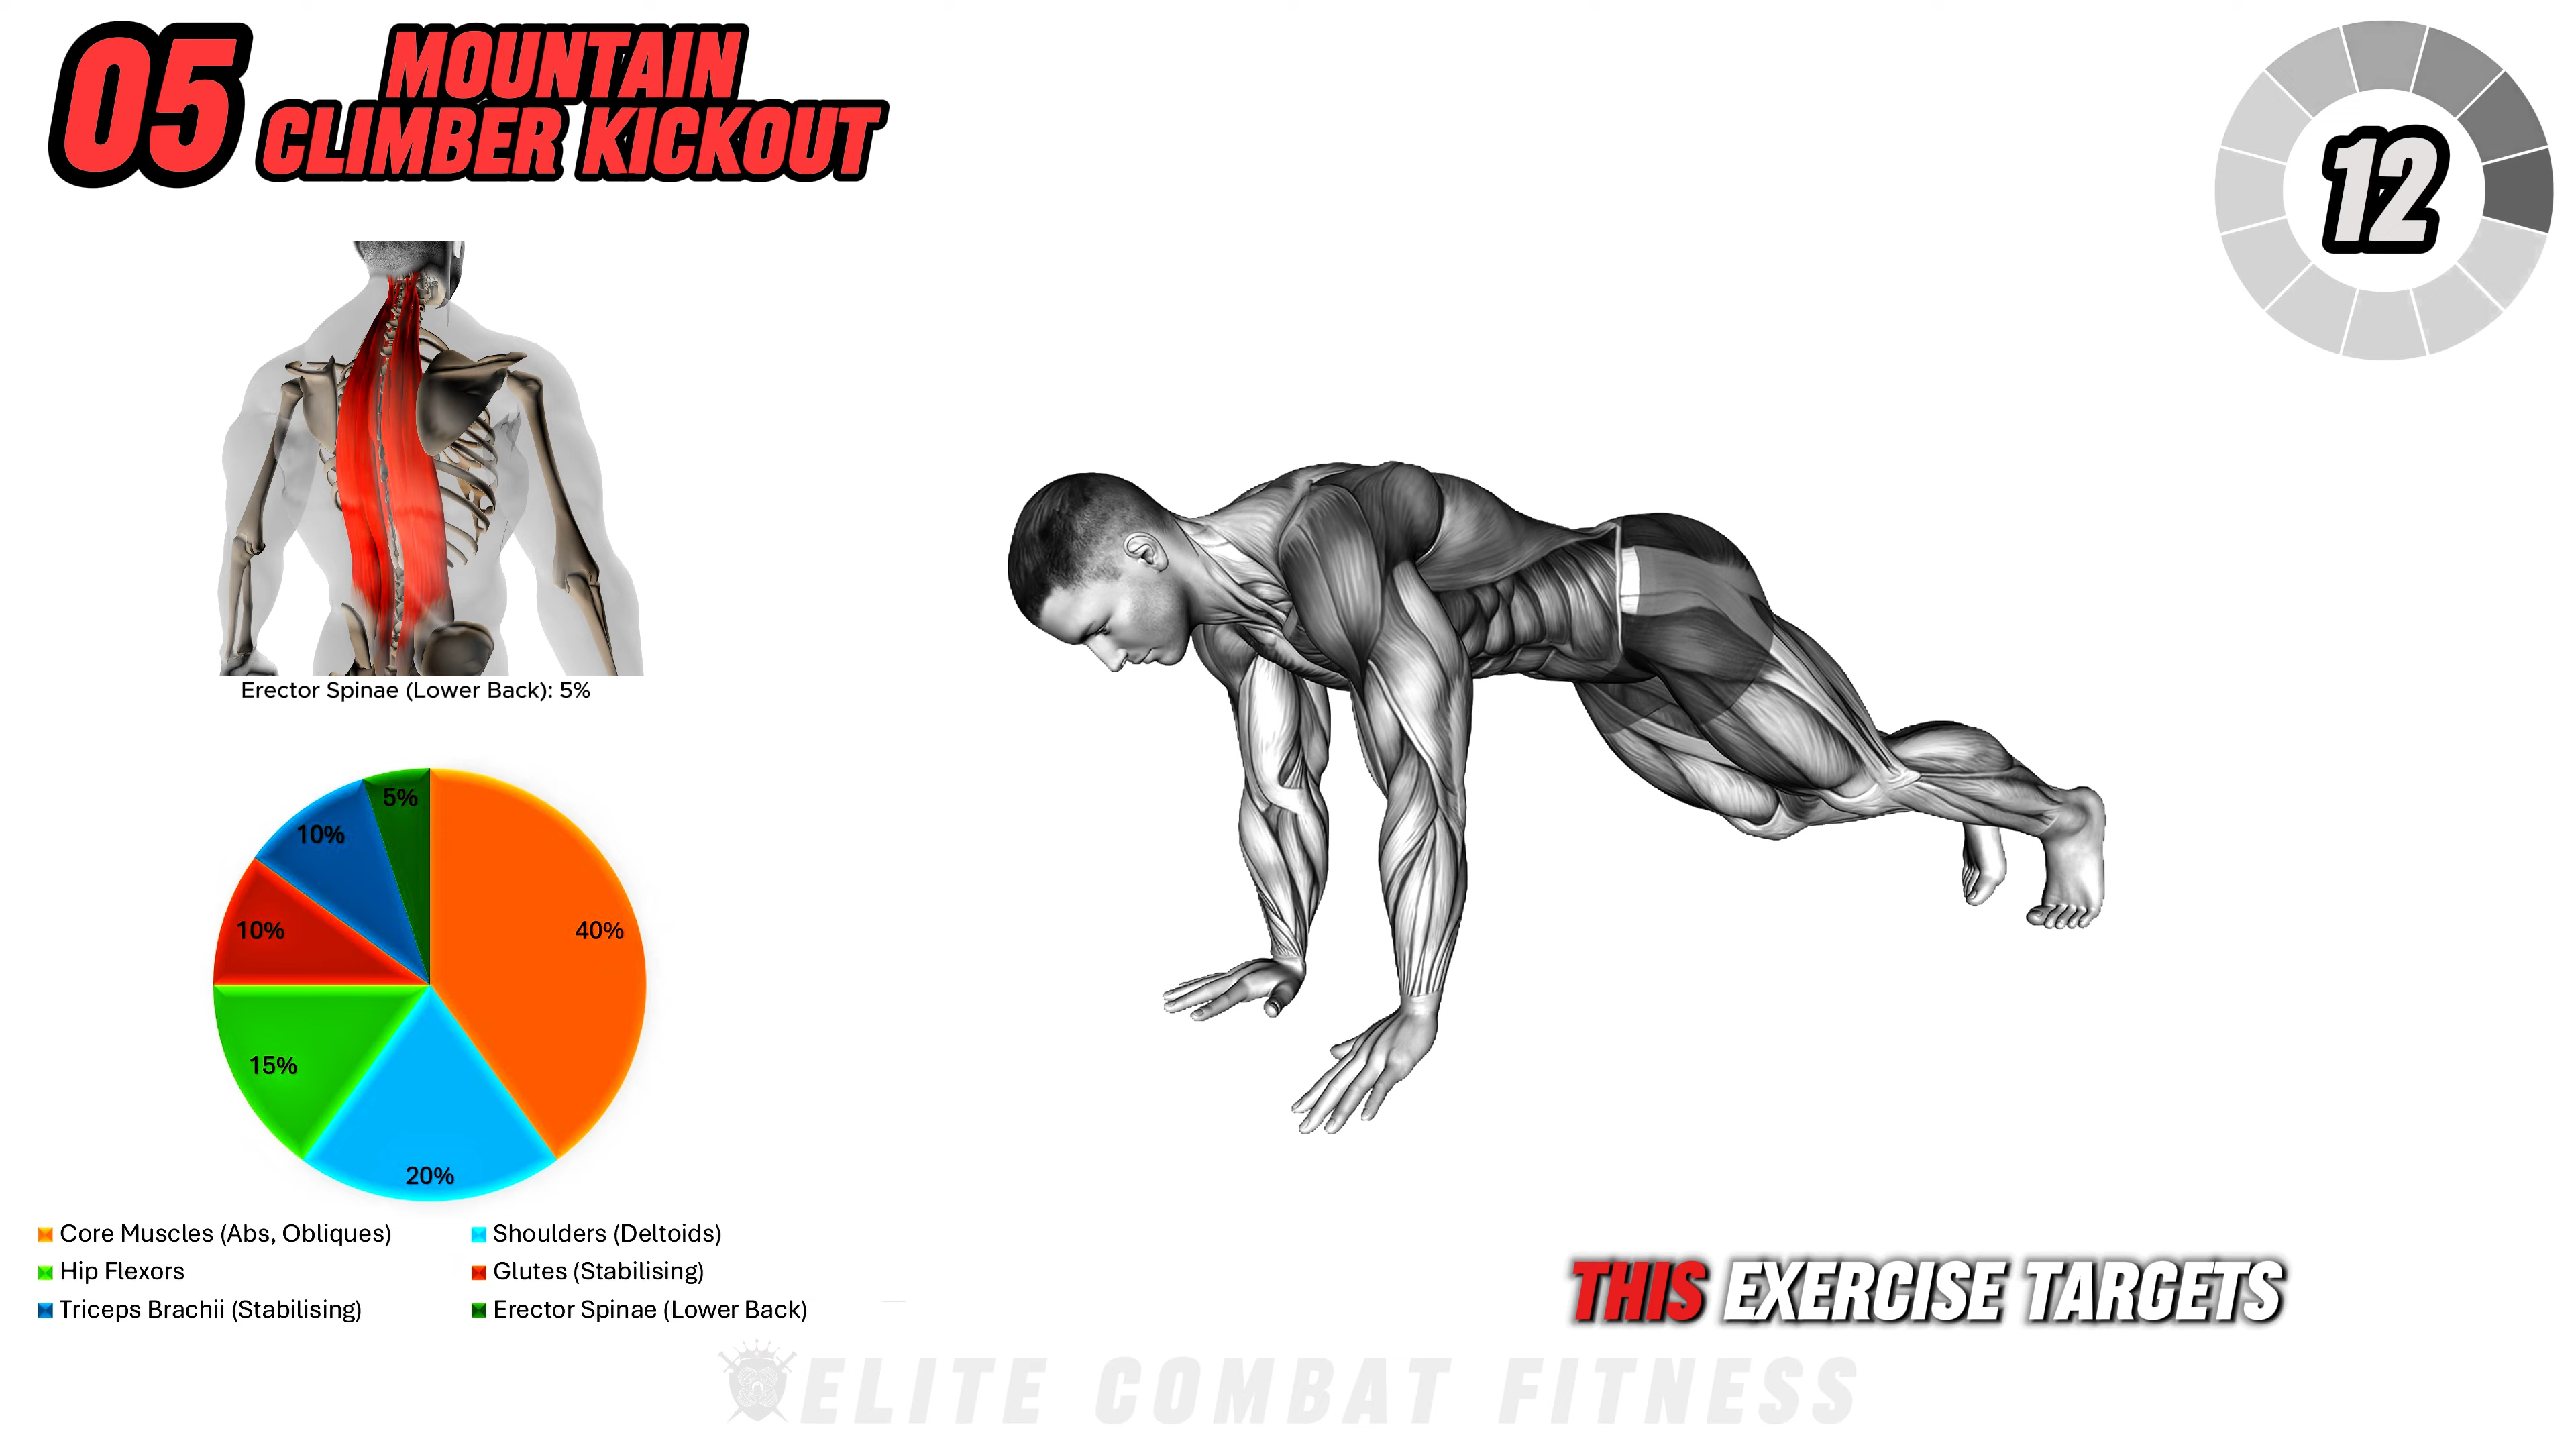 05
MOUNTAIN
CLIMBER KICKOUT
12
Erector Spinae (Lower Back): 5%
5%
10%
10%
40%
15%
20%
Core Muscles (Abs, Obliques)
Shoulders (Deltoids)
Hip Flexors
Glutes (Stabilising)
Triceps Brachii (Stabilising)
Erector Spinae (Lower Back)
THIS EXERCISE TARGETS
ELITE COMBAT FITNESS